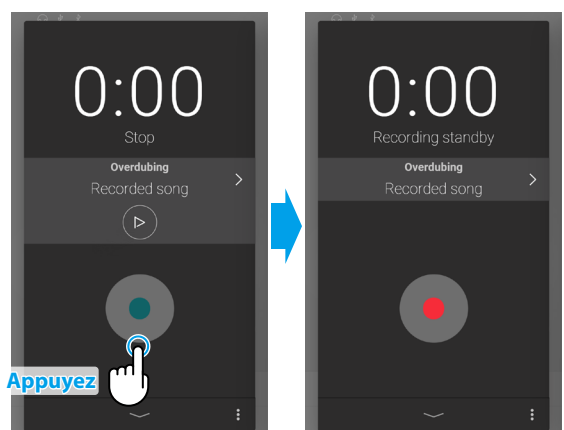 0:00
Stop
Overdubing
Recorded song
Appuyez
0:00
Recording standby
Overdubing
Recorded song